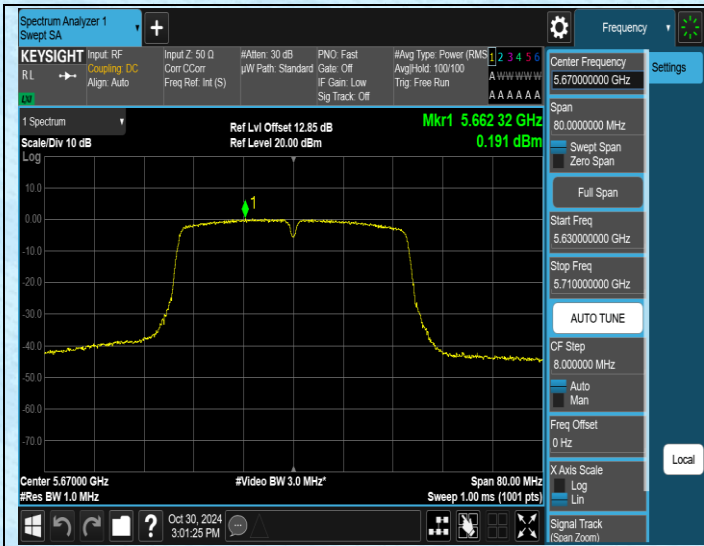 Spectrum Analyzer 1
Swept SA
+
Frequency
KEYSIGHT
RL
LXI
Input: RF
Coupling: DC
Align: Auto
Input Z: 50 Ω
Corr CCorr
Freq Ref: Int (S)
#Atten: 30 dB
µW Path: Standard
PNO: Fast
Gate: Off
IF Gain: Low
Sig Track: Off
#Avg Type: Power (RMS
Avg|Hold: 100/100
Trig: Free Run
1 2 3 4 5 6
A W W W W W
A A A A A A
1 Spectrum
Scale/Div 10 dB
Log
Ref Lvl Offset 12.85 dB
Ref Level 20.00 dBm
Mkr1 5.662 32 GHz
0.191 dBm
1
10.0
0.00
-10.0
-20.0
-30.0
-40.0
-50.0
-60.0
-70.0
Center 5.67000 GHz
#Res BW 1.0 MHz
#Video BW 3.0 MHz*
Span 80.00 MHz
Sweep 1.00 ms (1001 pts)
?
Oct 30, 2024
3:01:25 PM
Center Frequency
5.670000000 GHz
Span
80.0000000 MHz
Swept Span
Zero Span
Full Span
Start Freq
5.630000000 GHz
Stop Freq
5.710000000 GHz
AUTO TUNE
CF Step
8.000000 MHz
Auto
Man
Freq Offset
0 Hz
X Axis Scale
Log
Lin
Signal Track
(Span Zoom)
Settings
Local